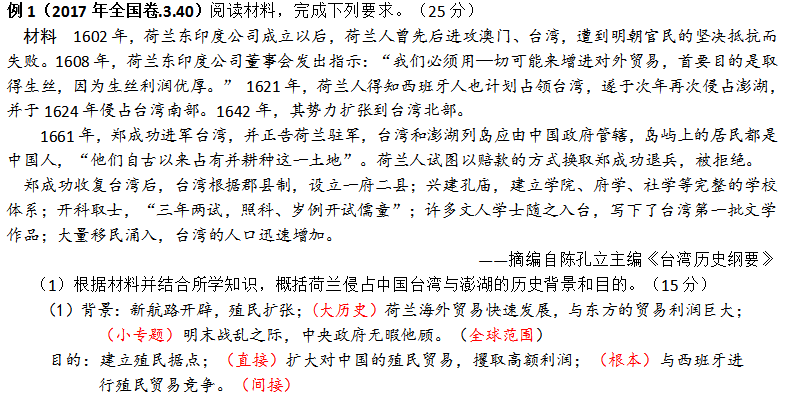 例 1（2017 年全国卷.3.40）阅读材料，完成下列要求。（25 分）
材料 1602 年，荷兰东印度公司成立以后，荷兰人曾先后进攻澳门、台湾，遭到明朝官民的坚决抵抗而
失败。1608 年，荷兰东印度公司董事会发出指示：“我们必须用—切可能来增进对外贸易，首要目的是取
得生丝，因为生丝利润优厚。” 1621 年，荷兰人得知西班牙人也计划占领台湾，遂于次年再次侵占澎湖，
并于 1624 年侵占台湾南部。1642 年，其势力扩张到台湾北部。
1661 年，郑成功进军台湾，并正告荷兰驻军，台湾和澎湖列岛应由中国政府管辖，岛屿上的居民都是
中国人，“他们自古以来占有并耕种这一土地”。荷兰人试图以赔款的方式换取郑成功退兵，被拒绝。
郑成功收复台湾后，台湾根据郡县制，设立一府二县；兴建孔庙，建立学院、府学、社学等完整的学校
体系；开科取士，“三年两试，照科、岁例开试儒童”；许多文人学士随之入台，写下了台湾第一批文学
作品；大量移民涌入，台湾的人口迅速增加。
——摘编自陈孔立主编《台湾历史纲要》
（1）根据材料并结合所学知识，概括荷兰侵占中国台湾与澎湖的历史背景和目的。（15 分）
（1）背景：新航路开辟，殖民扩张；（大历史）荷兰海外贸易快速发展，与东方的贸易利润巨大；
（小专题）明末战乱之际，中央政府无暇他顾。（全球范围）
目的：建立殖民据点；（直接）扩大对中国的殖民贸易，攫取高额利润；（根本）与西班牙进
行殖民贸易竞争。（间接）